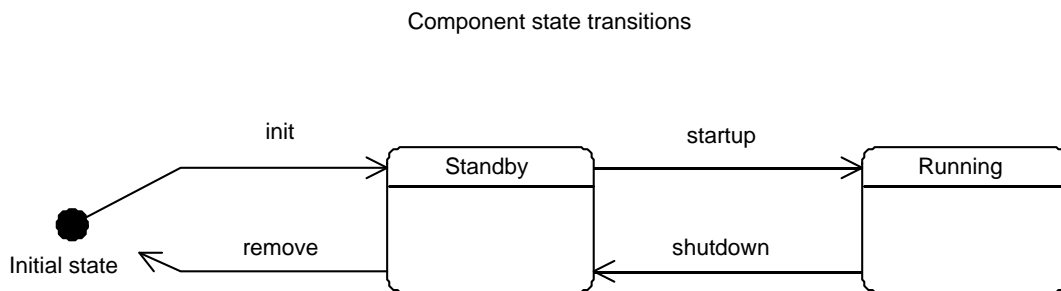 Component state transitions
init
startup
Standby
Running
Initial state
remove
shutdown